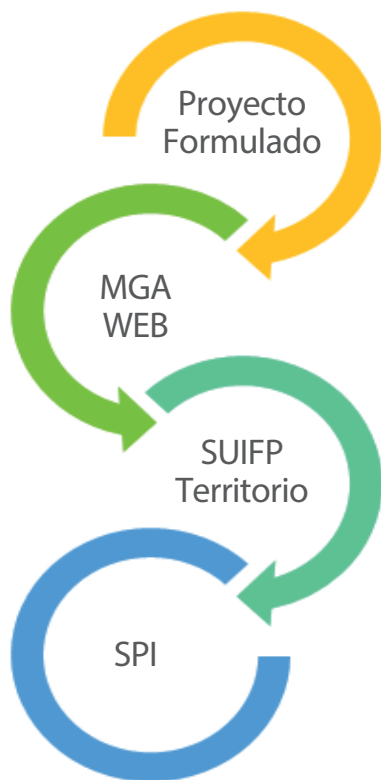 Proyecto
Formulado
MGA
WEB
SUIFP
Territorio
SPI